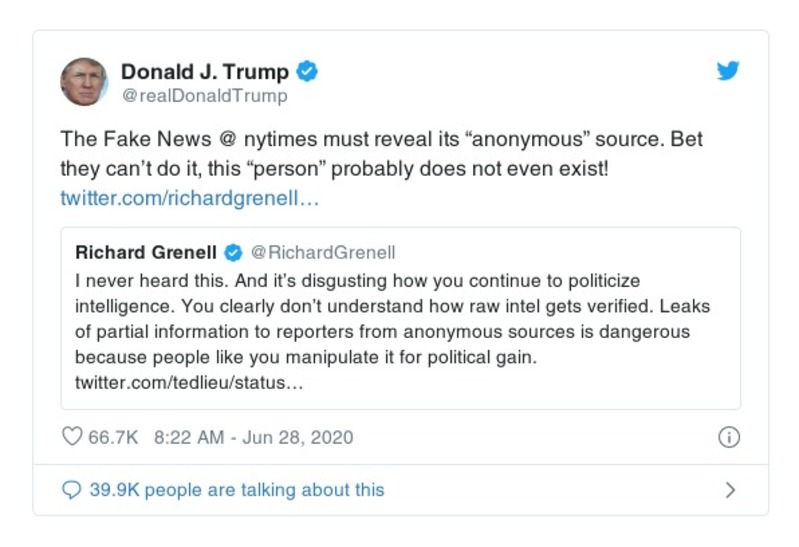 Donald J. Trump
@realDonaldTrump
The Fake News @ nytimes must reveal its “anonymous” source. Bet
they can’t do it, this “person” probably does not even exist!
twitter.com/richardgrenell…
Richard Grenell @RichardGrenell
I never heard this. And it’s disgusting how you continue to politicize
intelligence. You clearly don’t understand how raw intel gets verified. Leaks
of partial information to reporters from anonymous sources is dangerous
because people like you manipulate it for political gain.
twitter.com/tedlieu/status…
66.7K 8:22 AM - Jun 28, 2020
39.9K people are talking about this